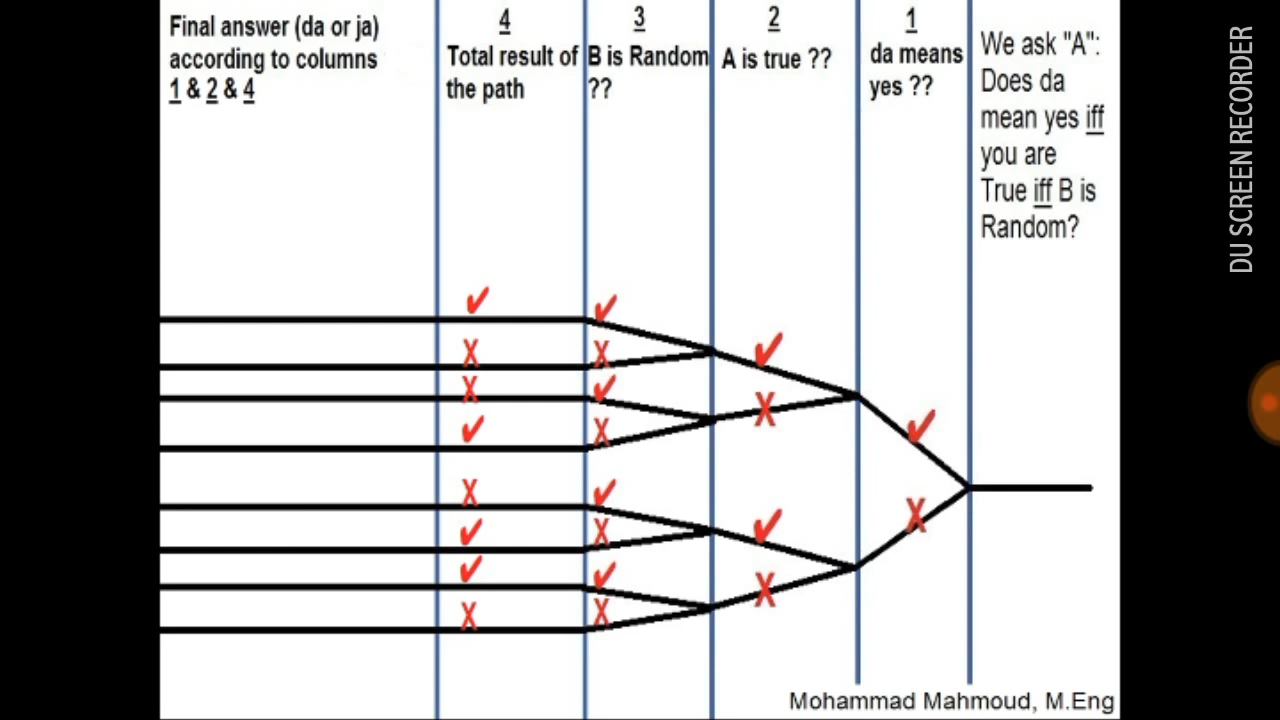 Final answer (da or ja)
according to columns
1 & 2 & 4
4
Total result of
the path
3
B is Random
??
2
A is true ??
1
da means
yes ??
We ask "A":
Does da
mean yes iff
you are
True iff B is
Random?
Mohammad Mahmoud, M.Eng
DU SCREEN RECORDER